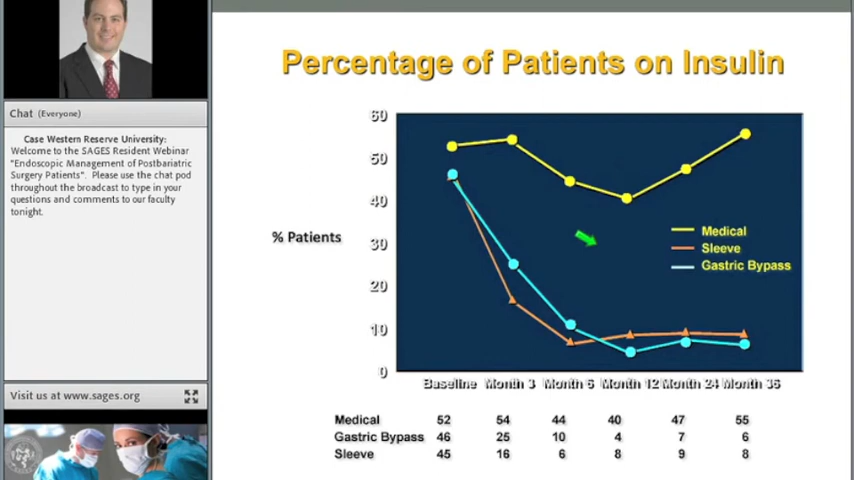 Chat (Everyone)
Case Western Reserve University:
Welcome to the SAGES Resident Webinar
"Endoscopic Management of Postbariatric
Surgery Patients". Please use the chat pod
throughout the broadcast to type in your
questions and comments to our faculty
tonight.
Visit us at www.sages.org
Percentage of Patients on Insulin
% Patients
60
50
40
30
20
10
0
Medical
Sleeve
Gastric Bypass
Baseline Month 3 Month 6 Month 12 Month 24 Month 36
Medical 52 54 44 40 47 55
Gastric Bypass 46 25 10 4 7 6
Sleeve 45 16 6 8 9 8